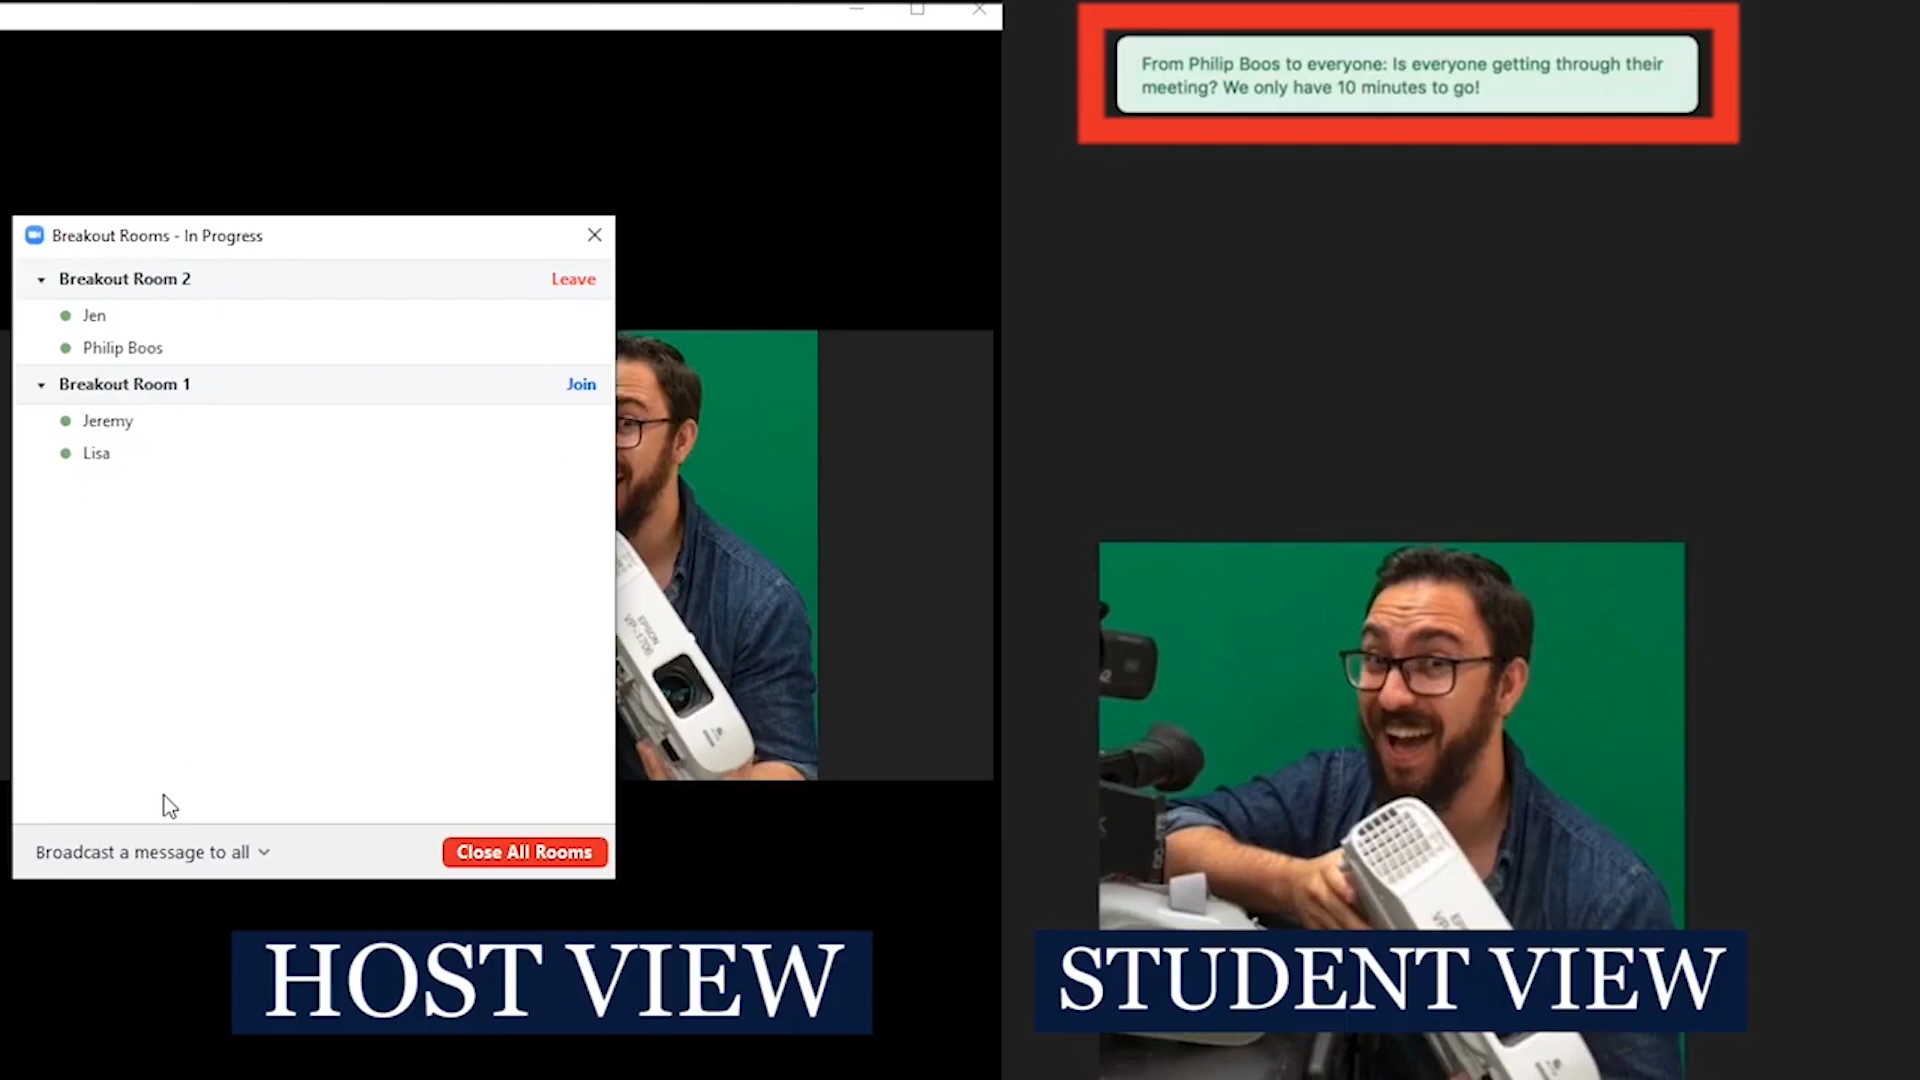 Breakout Rooms - In Progress
Breakout Room 2 Leave
Jen
Philip Boos
Breakout Room 1 Join
Jeremy
Lisa
Broadcast a message to all
Close All Rooms
EPSON
HOST VIEW
From Philip Boos to everyone: Is everyone getting through their
meeting? We only have 10 minutes to go!
STUDENT VIEW